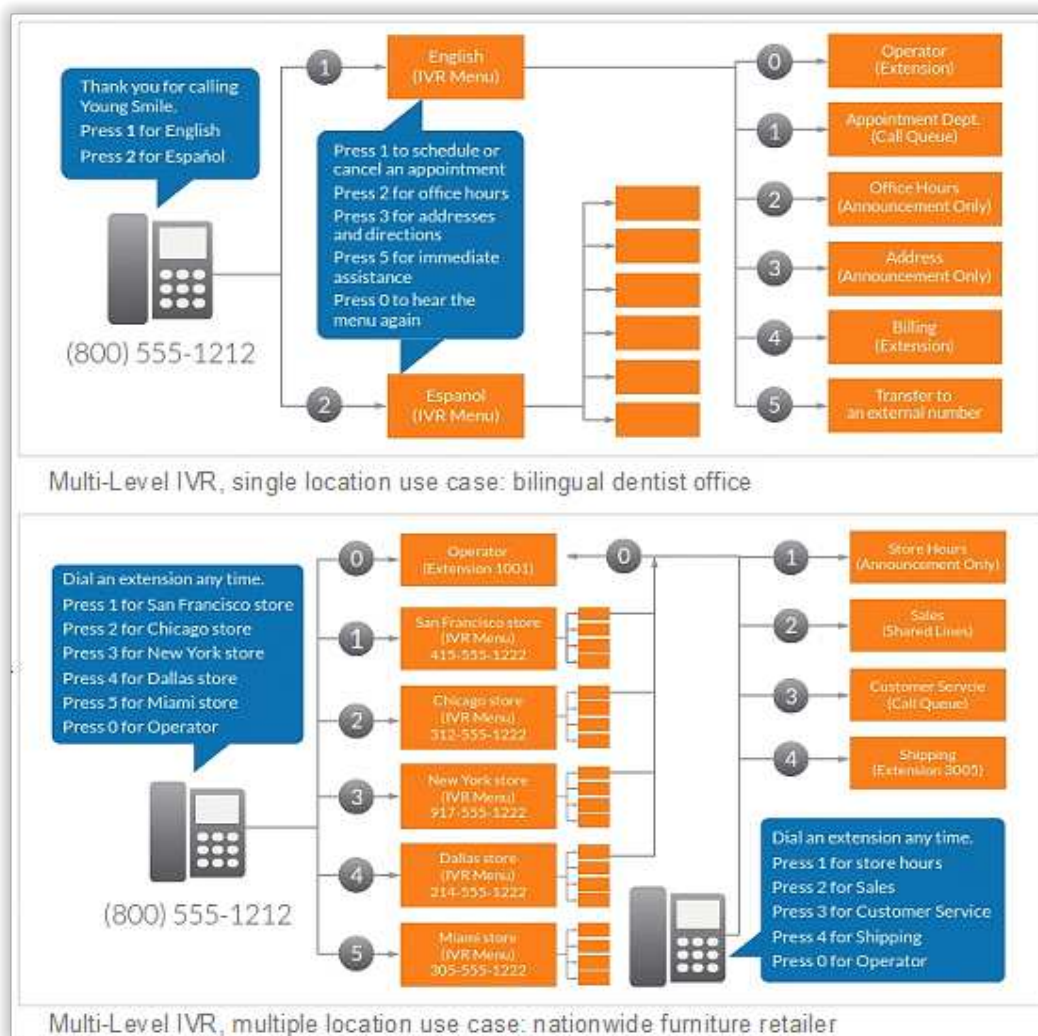 Thank you for calling
Young Smile.
Press 1 for English
Press 2 for Español
(800) 555-1212
1
English
(IVR Menu)
Press 1 to schedule or
cancel an appointment
Press 2 for office hours
Press 3 for addresses
and directions
Press 5 for immediate
assistance
Press 0 to hear the
menu again
2
Espanol
(IVR Menu)
0
Operator
(Extension)
1
Appointment Dept.
(Call Queue)
2
Office Hours
(Announcement Only)
3
Address
(Announcement Only)
4
Billing
(Extension)
5
Transfer to
an external number
Multi-Level IVR, single location use case: bilingual dentist office
Dial an extension any time.
Press 1 for San Francisco store
Press 2 for Chicago store
Press 3 for New York store
Press 4 for Dallas store
Press 5 for Miami store
Press 0 for Operator
(800) 555-1212
0
Operator
(Extension 1001)
1
San Francisco store
(IVR Menu)
415-555-1222
2
Chicago store
(IVR Menu)
312-555-1222
3
New York store
(IVR Menu)
917-555-1222
4
Dallas store
(IVR Menu)
214-555-1222
5
Miami store
(IVR Menu)
305-555-1222
0
1
Store Hours
(Announcement Only)
2
Sales
(Shared Lines)
3
Customer Servcie
(Call Queue)
4
Shipping
(Extension 3005)
Dial an extension any time.
Press 1 for store hours
Press 2 for Sales
Press 3 for Customer Service
Press 4 for Shipping
Press 0 for Operator
Multi-Level IVR, multiple location use case: nationwide furniture retailer